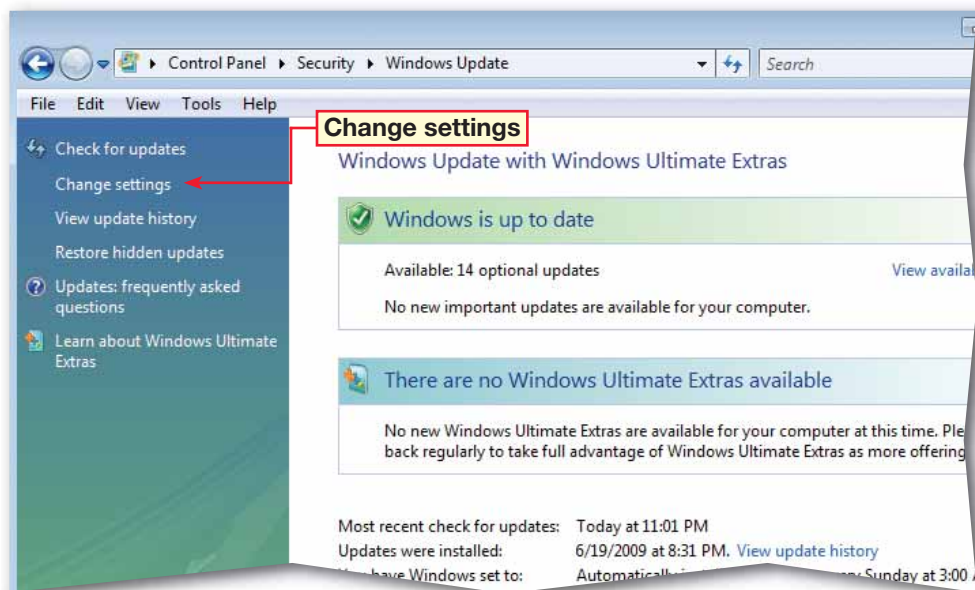 Control Panel Security Windows Update
Search
File Edit View Tools Help
Change settings
Check for updates
Change settings
View update history
Restore hidden updates
Updates: frequently asked
questions
Learn about Windows Ultimate
Extras
Windows Update with Windows Ultimate Extras
Windows is up to date
Available: 14 optional updates
View
No new important updates are available for your computer.
There are no Windows Ultimate Extras available
No new Windows Ultimate Extras are available for your computer at this time.
back regularly to take full advantage of Windows Ultimate Extras as more
Most recent check for updates: Today at 11:01 PM
Updates were installed: 6/19/2009 at 8:31 PM. View update history
have Windows set to: Sunday at 3:00